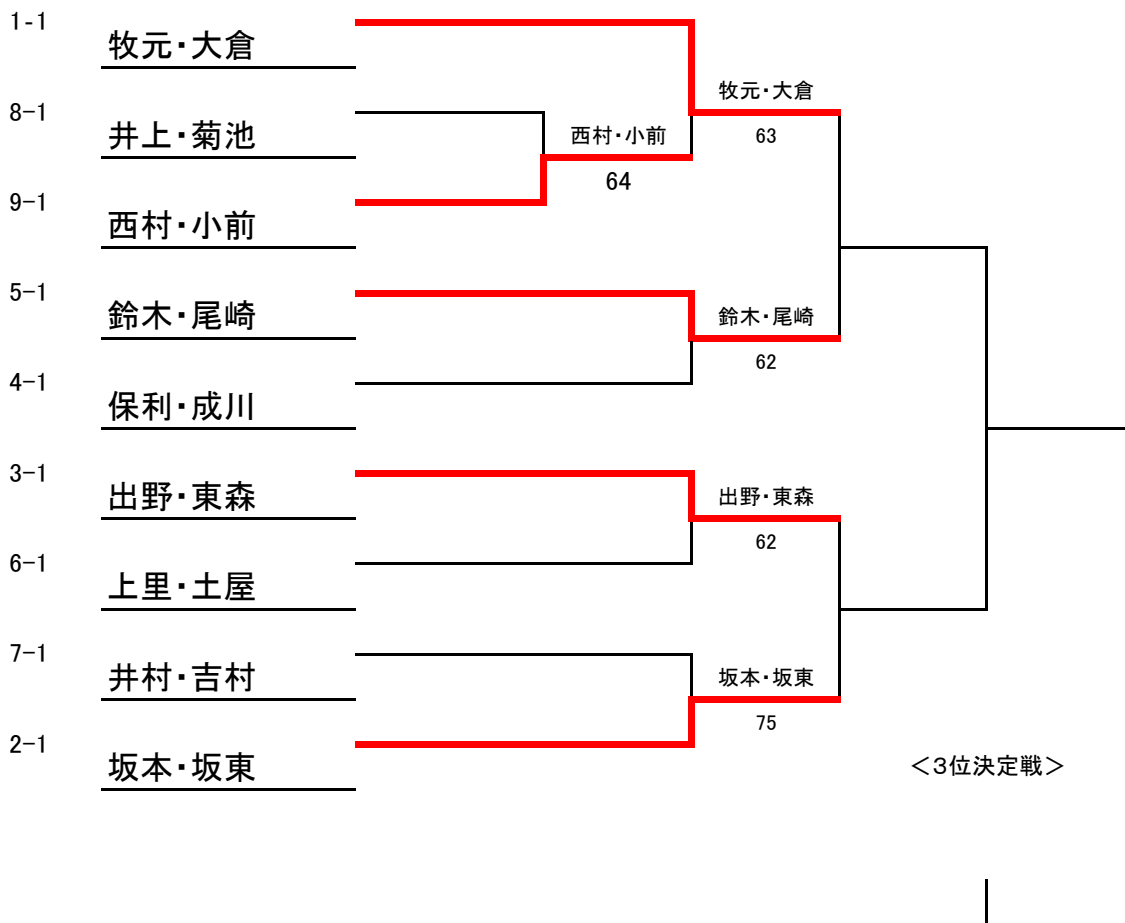 1-1
牧元・大倉
牧元・大倉
8-1
井上・菊池
西村・小前
63
64
9-1
西村・小前
5-1
鈴木・尾崎
鈴木・尾崎
62
4-1
保利・成川
3-1
出野・東森
出野・東森
62
6-1
上里・土屋
7-1
井村・吉村
坂本・坂東
75
2-1
坂本・坂東
＜3位決定戦＞